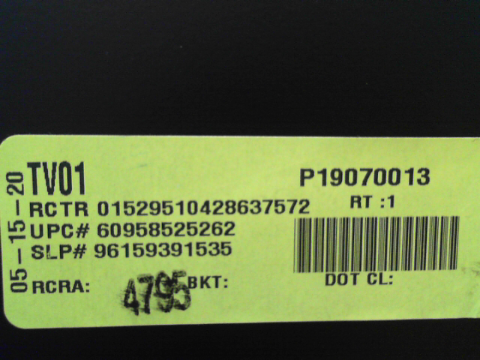 05-15-20
TV01
P19070013
RCTR 01529510428637572
RT :1
UPC# 60958525262
SLP# 96159391535
RCRA:
4795
BKT:
DOT CL: